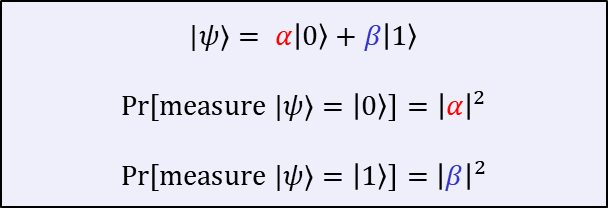 |ψ⟩ = α|0⟩ + β|1⟩
Pr[measure |ψ⟩ = |0⟩] = |α|²
Pr[measure |ψ⟩ = |1⟩] = |β|²